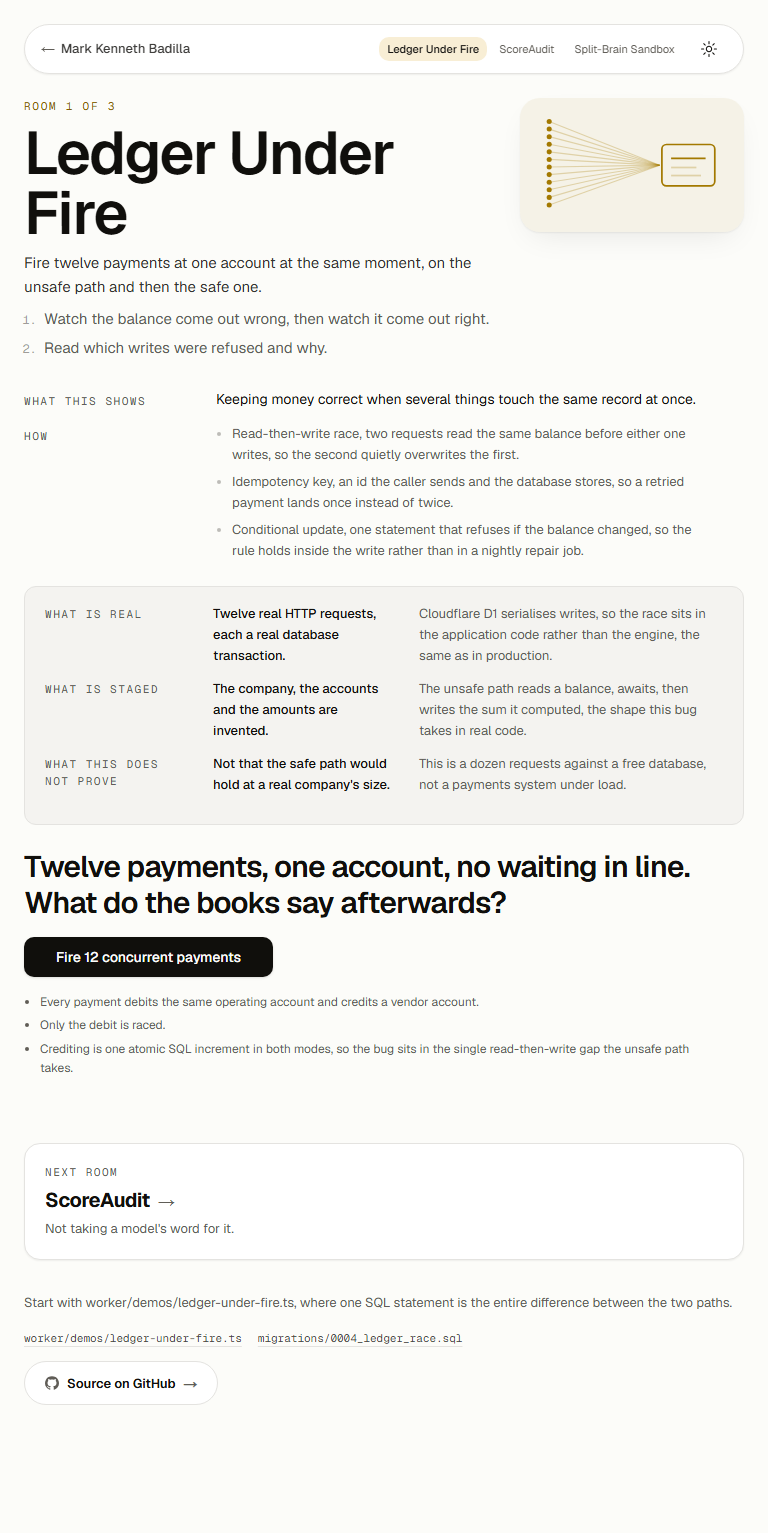 ← Mark Kenneth Badilla
Ledger Under Fire
ScoreAudit
Split-Brain Sandbox
ROOM 1 OF 3
Ledger Under
Fire
Fire twelve payments at one account at the same moment, on the
unsafe path and then the safe one.
1. Watch the balance come out wrong, then watch it come out right.
2. Read which writes were refused and why.
WHAT THIS SHOWS
Keeping money correct when several things touch the same record at once.
HOW
• Read-then-write race, two requests read the same balance before either one
writes, so the second quietly overwrites the first.
• Idempotency key, an id the caller sends and the database stores, so a retried
payment lands once instead of twice.
• Conditional update, one statement that refuses if the balance changed, so the
rule holds inside the write rather than in a nightly repair job.
WHAT IS REAL
Twelve real HTTP requests,
each a real database
transaction.
Cloudflare D1 serialises writes, so the race sits in
the application code rather than the engine, the
same as in production.
WHAT IS STAGED
The company, the accounts
and the amounts are
invented.
The unsafe path reads a balance, awaits, then
writes the sum it computed, the shape this bug
takes in real code.
WHAT THIS DOES
NOT PROVE
Not that the safe path would
hold at a real company's size.
This is a dozen requests against a free database,
not a payments system under load.
Twelve payments, one account, no waiting in line.
What do the books say afterwards?
Fire 12 concurrent payments
• Every payment debits the same operating account and credits a vendor account.
• Only the debit is raced.
• Crediting is one atomic SQL increment in both modes, so the bug sits in the single read-then-write gap the unsafe path
takes.
NEXT ROOM
ScoreAudit →
Not taking a model's word for it.
Start with worker/demos/ledger-under-fire.ts, where one SQL statement is the entire difference between the two paths.
worker/demos/ledger-under-fire.ts
migrations/0004_ledger_race.sql
Source on GitHub →